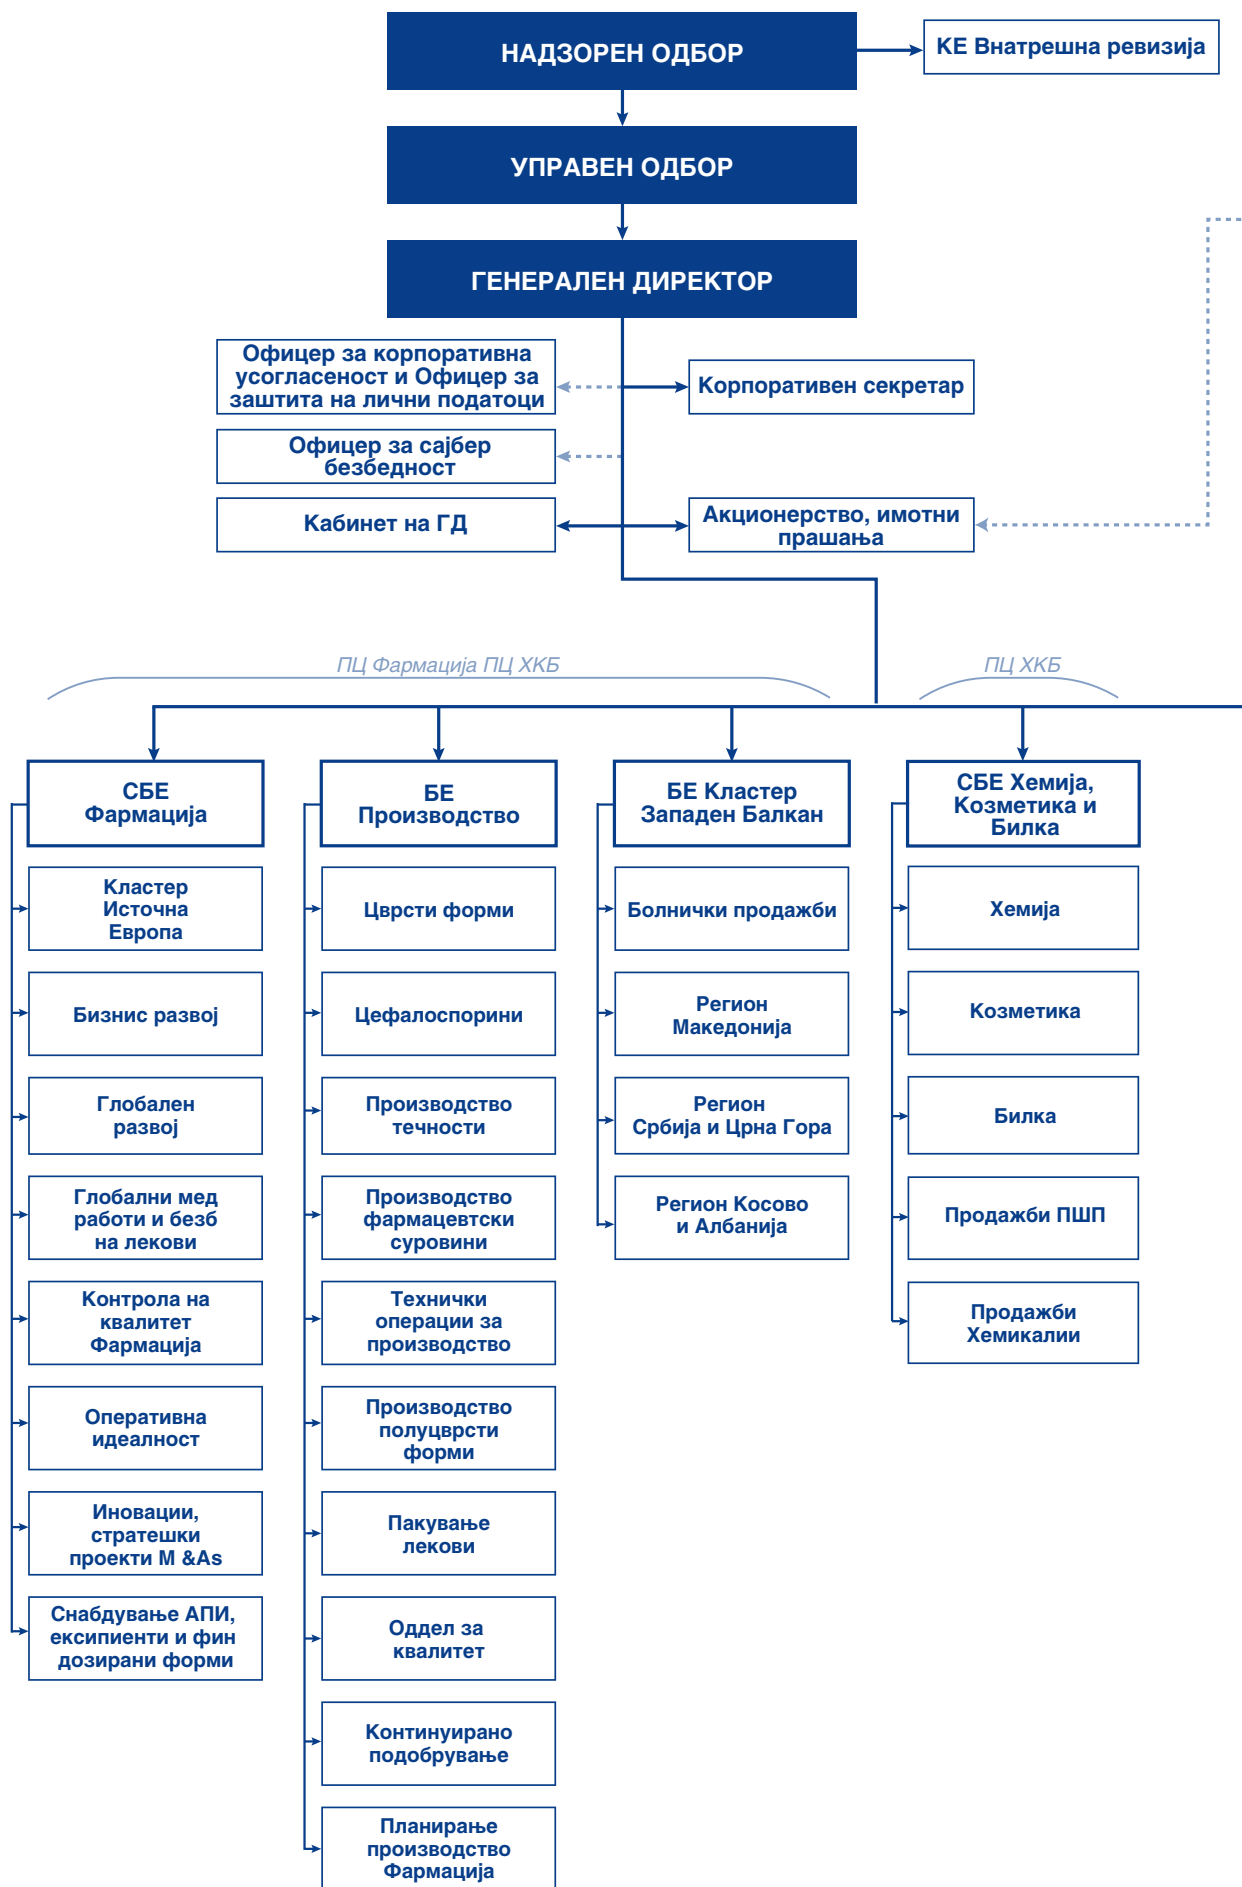 НАДЗОРЕН ОДБОР
КЕ Внатрешна ревизија
УПРАВЕН ОДБОР
ГЕНЕРАЛЕН ДИРЕКТОР
Офицер за корпоративна
усогласеност и Офицер за
заштита на лични податоци
Корпоративен секретар
Офицер за сајбер
безбедност
Кабинет на ГД
Акционерство, имотни
прашања
ПЦ Фармација ПЦ ХКБ
ПЦ ХКБ
СБЕ
Фармација
Кластер
Источна
Европа
Бизнис развој
Глобален
развој
Глобални мед
работи и безб
на лекови
Контрола на
квалитет
Фармација
Оперативна
идеалност
Иновации,
стратешки
проекти M &As
Снабдување АПИ,
ексипиенти и фин
дозирани форми
БЕ
Производство
Цврсти форми
Цефалоспорини
Производство
течности
Производство
фармацевтски
суровини
Технички
операции за
производство
Производство
полуцврсти
форми
Пакување
лекови
Оддел за
квалитет
Континуирано
подобрување
Планирање
производство
Фармација
БЕ Кластер
Западен Балкан
Болнички продажби
Регион
Македонија
Регион
Србија и Црна Гора
Регион Косово
и Албанија
СБЕ Хемија,
Козметика и
Билка
Хемија
Козметика
Билка
Продажби ПШП
Продажби
Хемикалии